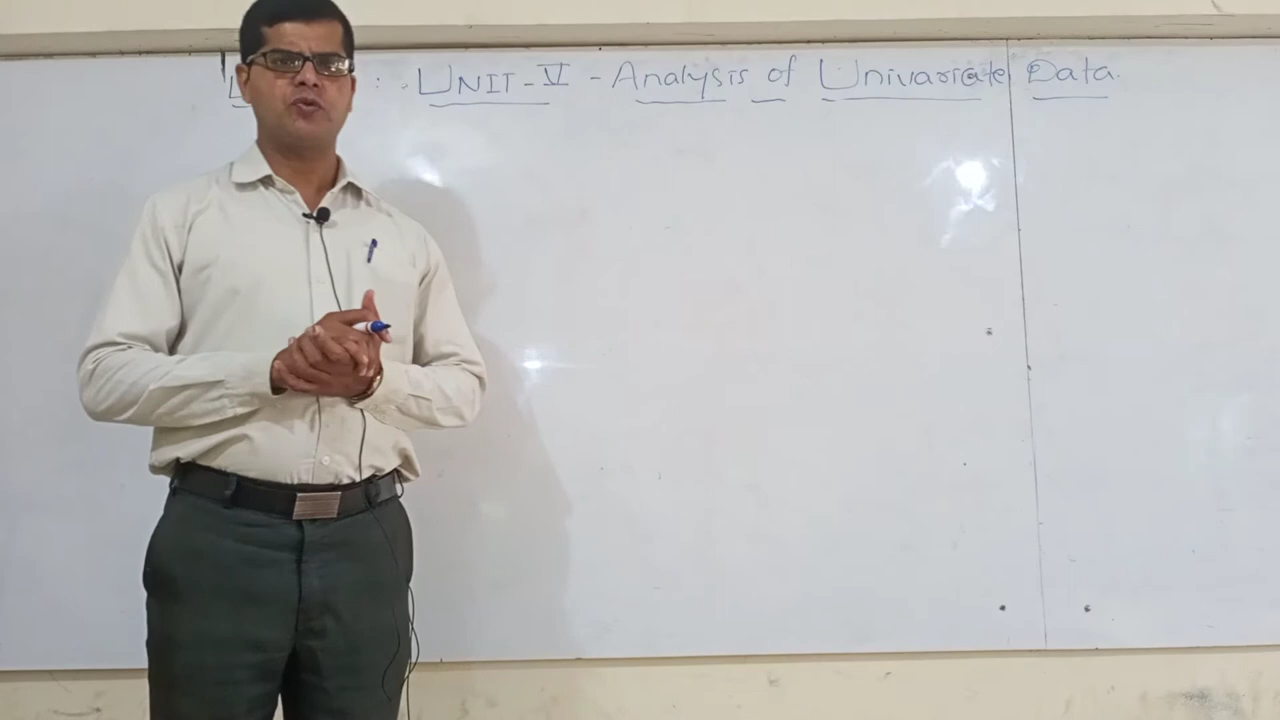 : . UNIT-V - Analysis of Univariate Data.